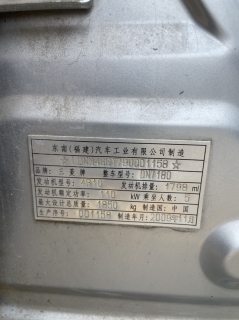 东南(福建)汽车工业有限公司制造
品牌: 三菱牌 整车型号: DN7180
发动机型号: 发动机排量: 1798 ml
发动机额定功率: kW 乘坐人数: 5
最大设计总质量: kg 制造国: 中国
生产序号: 001158 制造年月: 2009年11月